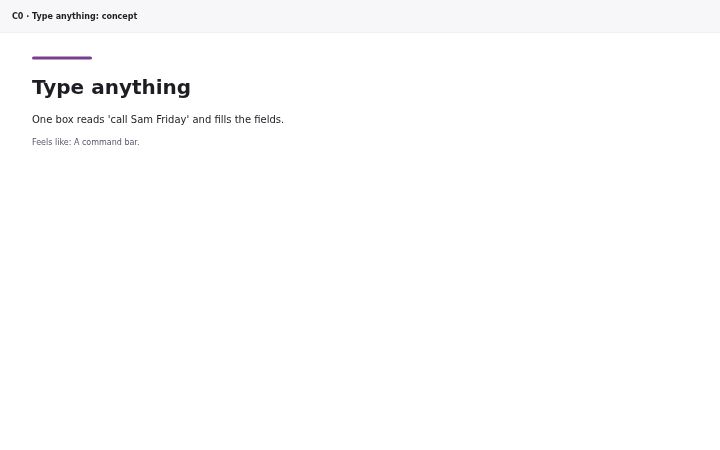 C0 · Type anything: concept
Type anything
One box reads 'call Sam Friday' and fills the fields.
Feels like: A command bar.